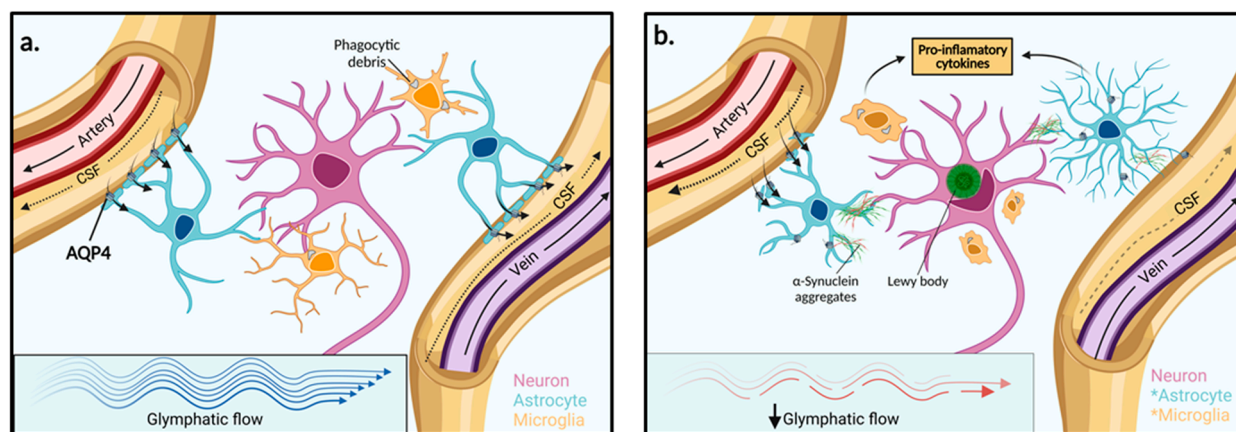 a.
Phagocytic
debris
Artery
CSF
AQP4
CSF
Vein
Glymphatic flow
Neuron
Astrocyte
Microglia
b.
Pro-inflamatory
cytokines
Artery
CSF
CSF
Vein
α-Synuclein
aggregates
Lewy body
↓Glymphatic flow
Neuron
*Astrocyte
*Microglia